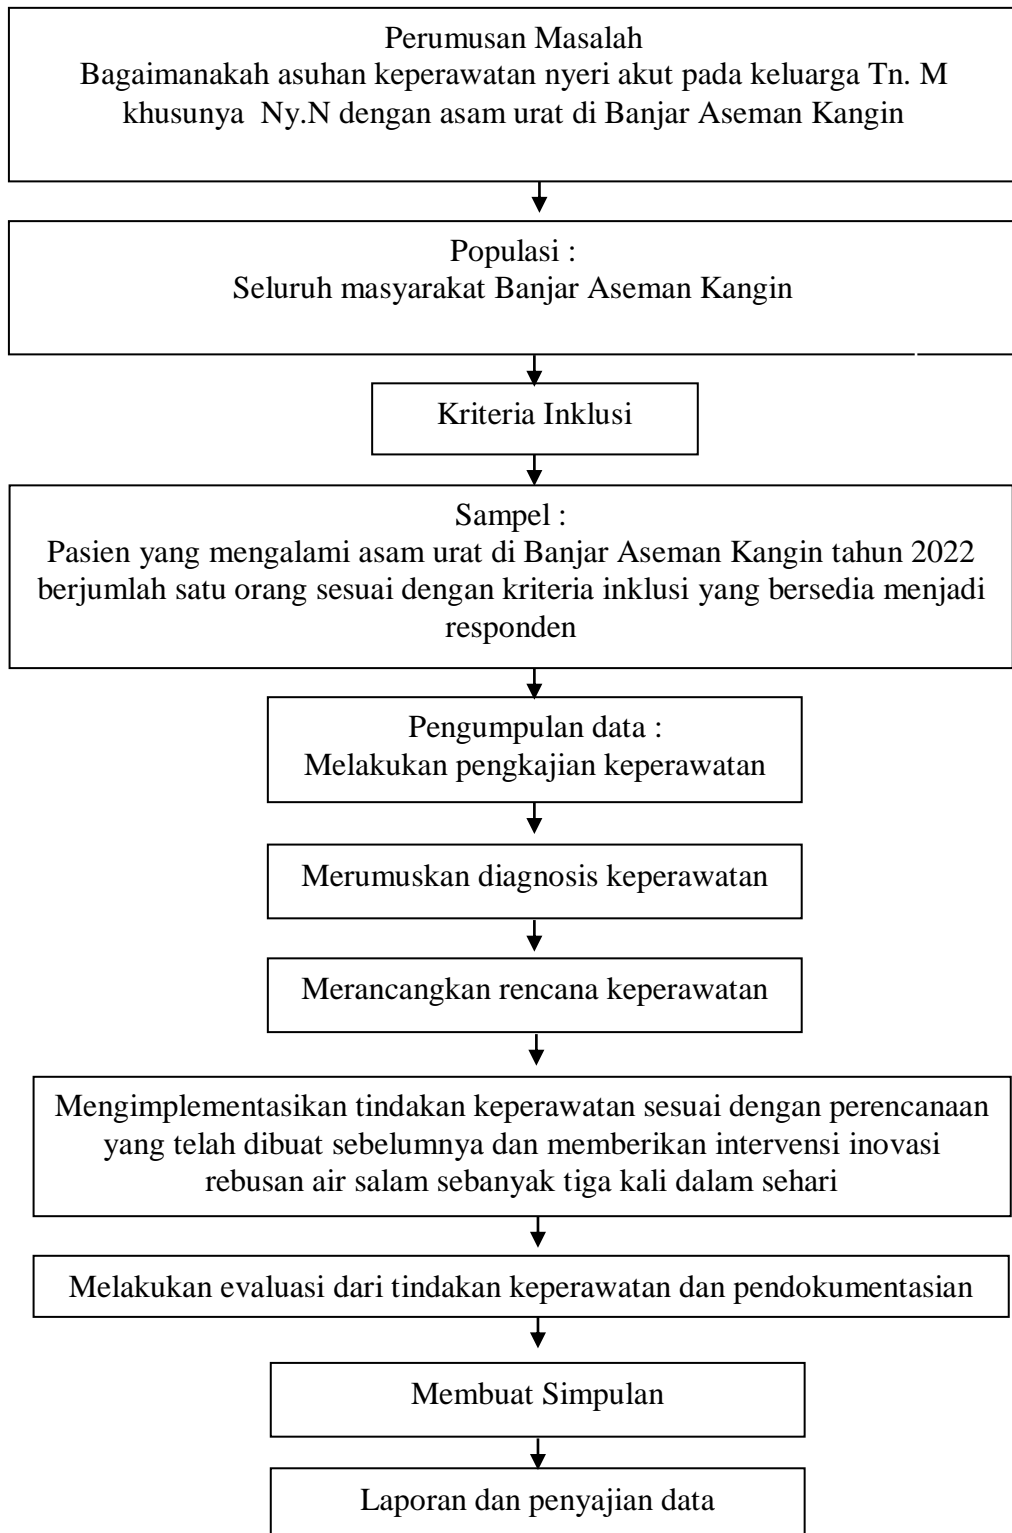 Perumusan Masalah
Bagaimanakah asuhan keperawatan nyeri akut pada keluarga Tn. M
khusunya Ny.N dengan asam urat di Banjar Aseman Kangin
Populasi :
Seluruh masyarakat Banjar Aseman Kangin
Kriteria Inklusi
Sampel :
Pasien yang mengalami asam urat di Banjar Aseman Kangin tahun 2022
berjumlah satu orang sesuai dengan kriteria inklusi yang bersedia menjadi
responden
Pengumpulan data :
Melakukan pengkajian keperawatan
Merumuskan diagnosis keperawatan
Merancangkan rencana keperawatan
Mengimplementasikan tindakan keperawatan sesuai dengan perencanaan
yang telah dibuat sebelumnya dan memberikan intervensi inovasi
rebusan air salam sebanyak tiga kali dalam sehari
Melakukan evaluasi dari tindakan keperawatan dan pendokumentasian
Membuat Simpulan
Laporan dan penyajian data